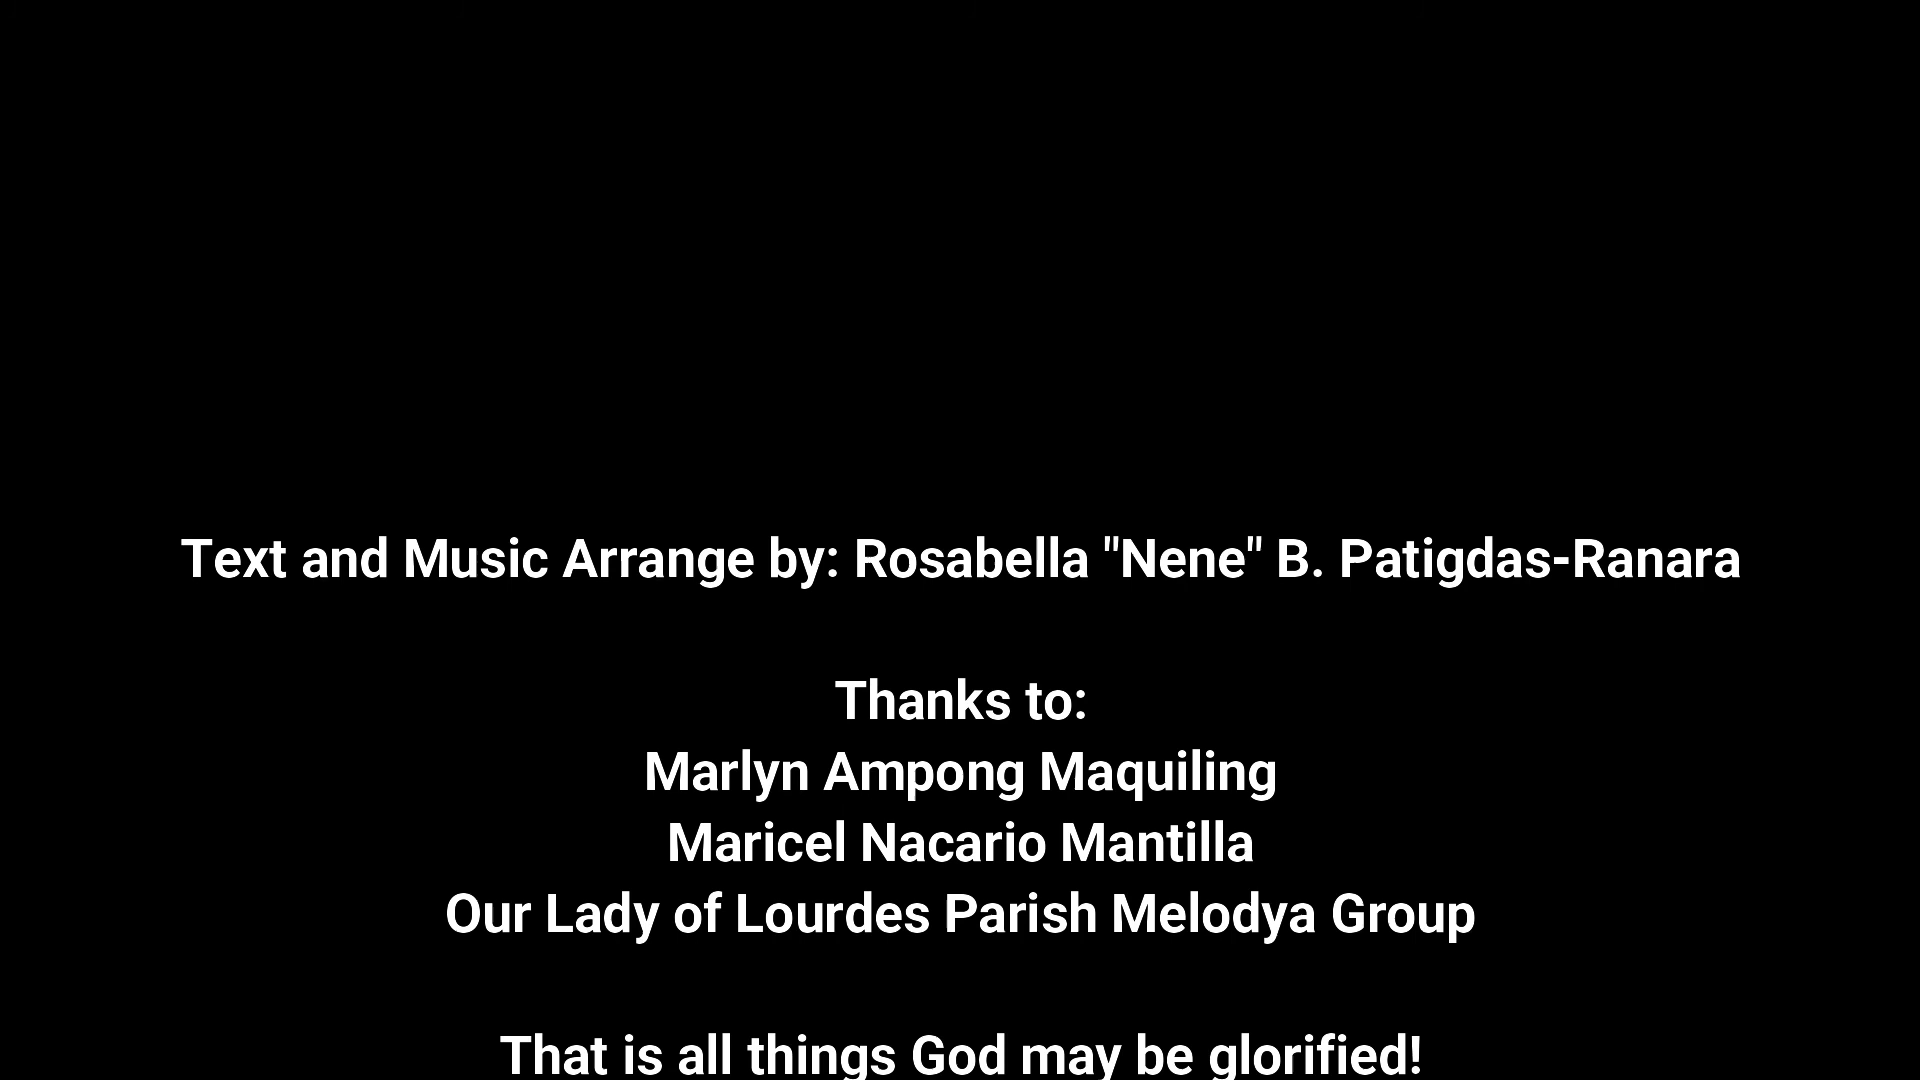 Text and Music Arrange by: Rosabella "Nene" B. Patigdas-Ranara
Thanks to:
Marlyn Ampong Maquiling
Maricel Nacario Mantilla
Our Lady of Lourdes Parish Melodya Group
That is all things God may be glorified!